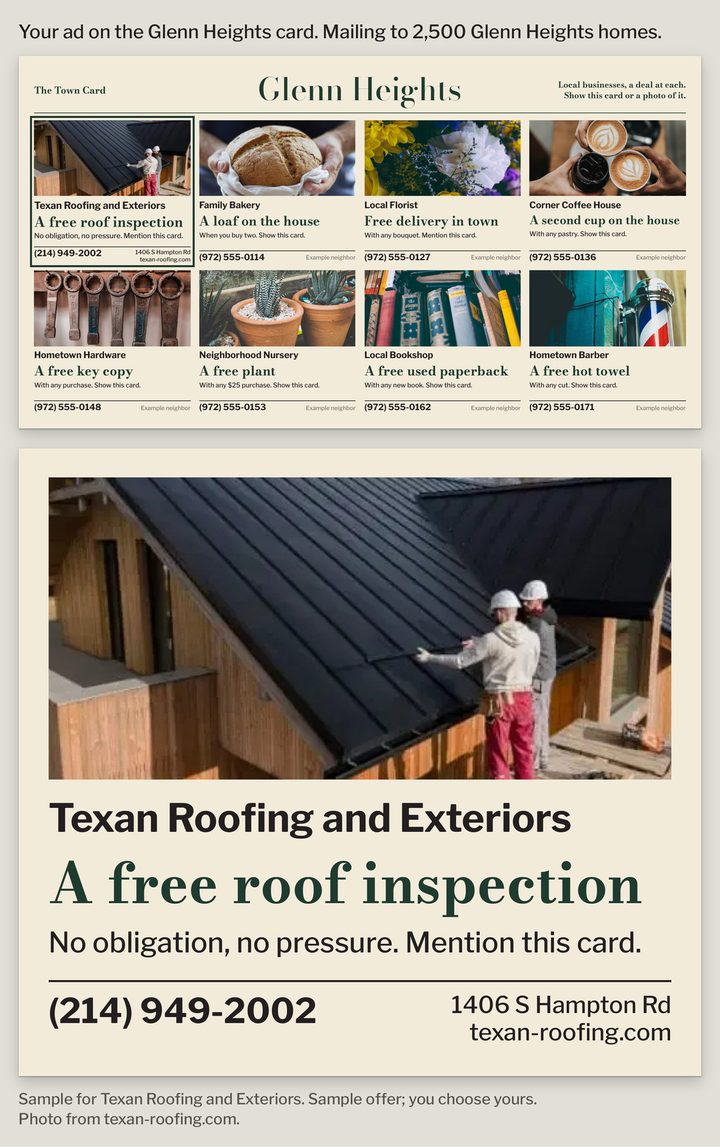 Your ad on the Glenn Heights card. Mailing to 2,500 Glenn Heights homes.
The Town Card
Glenn Heights
Local businesses, a deal at each.
Show this card or a photo of it.
Texan Roofing and Exteriors
A free roof inspection
No obligation, no pressure. Mention this card.
(214) 949-2002
1406 S Hampton Rd
texan-roofing.com
Family Bakery
A loaf on the house
When you buy two. Show this card.
(972) 555-0114
Example neighbor
Local Florist
Free delivery in town
With any bouquet. Mention this card.
(972) 555-0127
Example neighbor
Corner Coffee House
A second cup on the house
With any pastry. Show this card.
(972) 555-0136
Example neighbor
Hometown Hardware
A free key copy
With any purchase. Show this card.
(972) 555-0148
Example neighbor
Neighborhood Nursery
A free plant
With any $25 purchase. Show this card.
(972) 555-0153
Example neighbor
Local Bookshop
A free used paperback
With any new book. Show this card.
(972) 555-0162
Example neighbor
Hometown Barber
A free hot towel
With any cut. Show this card.
(972) 555-0171
Example neighbor
Texan Roofing and Exteriors
A free roof inspection
No obligation, no pressure. Mention this card.
(214) 949-2002
1406 S Hampton Rd
texan-roofing.com
Sample for Texan Roofing and Exteriors. Sample offer; you choose yours.
Photo from texan-roofing.com.